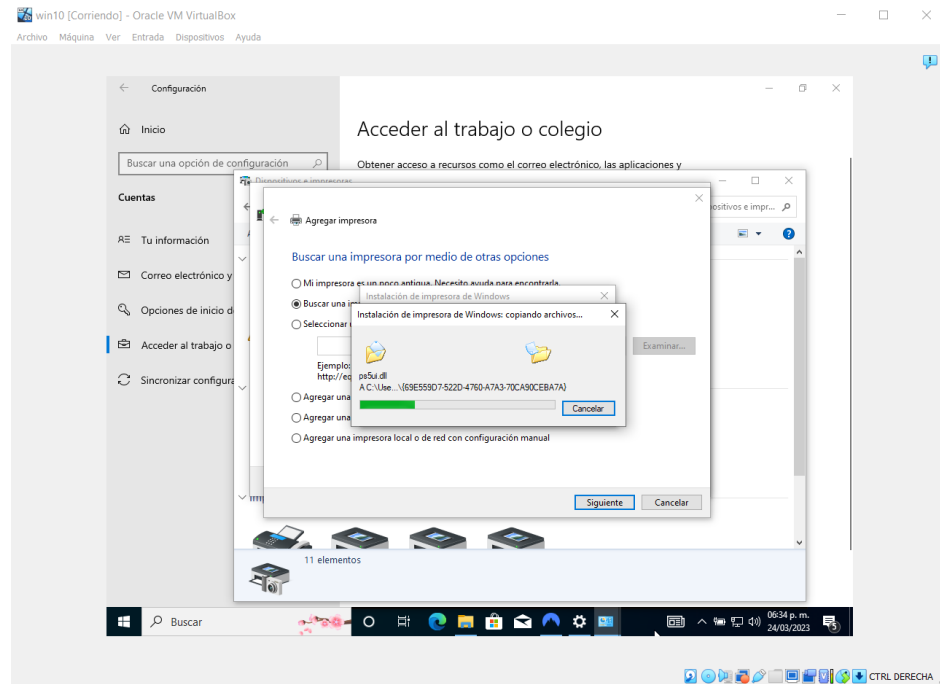 win10 [Corriendo] - Oracle VM VirtualBox
Archivo Máquina Ver Entrada Dispositivos Ayuda
Configuración
Inicio
Buscar una opción de configuración
Cuentas
Tu información
Correo electrónico y
Opciones de inicio d
Acceder al trabajo o
Sincronizar configura
Acceder al trabajo o colegio
Obtener acceso a recursos como el correo electrónico, las aplicaciones y
Dispositivos e impresoras
ositivos e impr...
Agregar impresora
Buscar una impresora por medio de otras opciones
Mi impresora es un poco antigua. Necesito ayuda para encontrarla.
Buscar una im
Seleccionar
Examinar...
Ejemplo:
http://eq
Agregar una
Agregar una
Agregar una impresora local o de red con configuración manual
Instalación de impresora de Windows
Instalación de impresora de Windows: copiando archivos...
ps5ui.dll
A C:\Use...\{69E559D7-522D-4760-A7A3-70CA90CEBA7A}
Cancelar
Siguiente Cancelar
11 elementos
Buscar
06:34 p. m.
24/03/2023
5
CTRL DERECHA